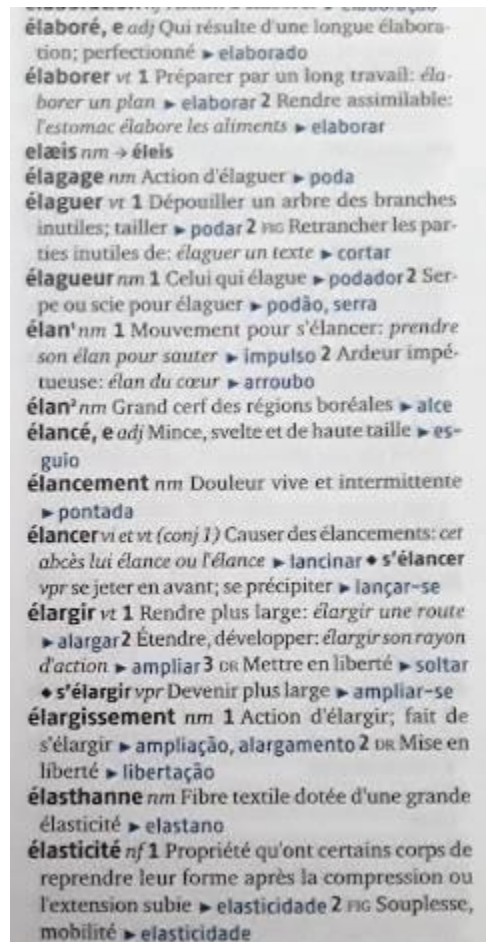 élaboré, e adj Qui résulte d'une longue élabora-
tion; perfectionné ▸ elaborado
élaborer vt 1 Préparer par un long travail: éla-
borer un plan ▸ elaborar 2 Rendre assimilable:
l'estomac élabore les aliments ▸ elaborar
elæis nm → éleis
élagage nm Action d'élaguer ▸ poda
élaguer vt 1 Dépouiller un arbre des branches
inutiles; tailler ▸ podar 2 FIG Retrancher les par-
ties inutiles de: élaguer un texte ▸ cortar
élagueur nm 1 Celui qui élague ▸ podador 2 Ser-
pe ou scie pour élaguer ▸ podão, serra
élan¹ nm 1 Mouvement pour s'élancer: prendre
son élan pour sauter ▸ impulso 2 Ardeur impé-
tueuse: élan du cœur ▸ arroubo
élan² nm Grand cerf des régions boréales ▸ alce
élancé, e adj Mince, svelte et de haute taille ▸ es-
guio
élancement nm Douleur vive et intermittente
▸ pontada
élancer vi et vt (conj 1) Causer des élancements: cet
abcès lui élance ou l'élance ▸ lancinar ◆ s'élancer
vpr se jeter en avant; se précipiter ▸ lançar-se
élargir vt 1 Rendre plus large: élargir une route
▸ alargar 2 Étendre, développer: élargir son rayon
d'action ▸ ampliar 3 DR Mettre en liberté ▸ soltar
◆ s'élargir vpr Devenir plus large ▸ ampliar-se
élargissement nm 1 Action d'élargir; fait de
s'élargir ▸ ampliação, alargamento 2 DR Mise en
liberté ▸ libertação
élasthanne nm Fibre textile dotée d'une grande
élasticité ▸ elastano
élasticité nf 1 Propriété qu'ont certains corps de
reprendre leur forme après la compression ou
l'extension subie ▸ elasticidade 2 FIG Souplesse,
mobilité ▸ elasticidade